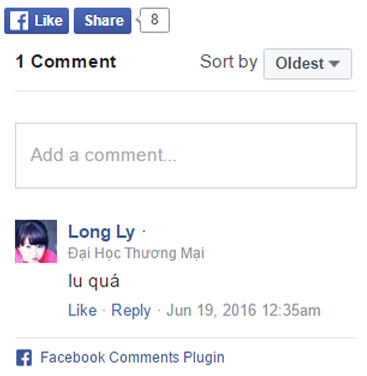 Like Share 8
1 Comment Sort by Oldest
Add a comment...
Long Ly ·
Đại Học Thương Mại
Iu quá
Like · Reply · Jun 19, 2016 12:35am
Facebook Comments Plugin